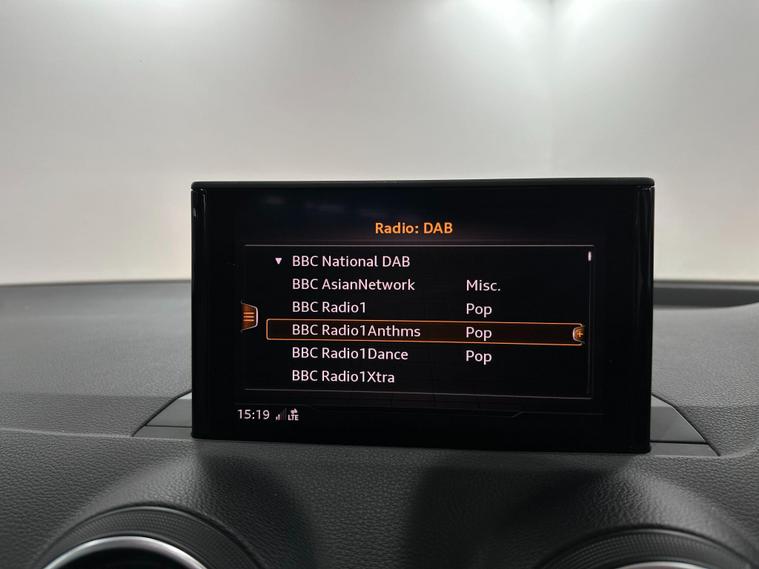 Radio: DAB
BBC National DAB
BBC AsianNetwork Misc.
BBC Radio1 Pop
BBC Radio1Anthms Pop
BBC Radio1Dance Pop
BBC Radio1Xtra
15:19 LTE